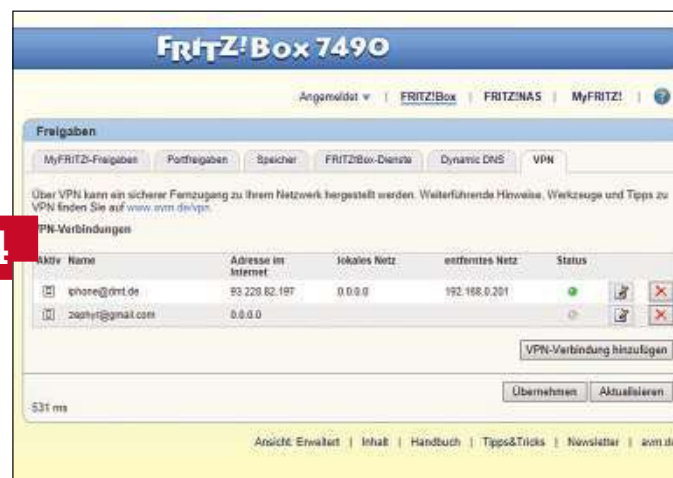 FRITZ!Box 7490
Angemeldet | FRITZ!Box | FRITZ!NAS | MyFRITZ! | ?
Freigaben
MyFRITZ!-Freigaben Portfreigaben Speicher FRITZ!Box-Dienste Dynamic DNS VPN
Über VPN kann ein sicherer Fernzugang zu Ihrem Netzwerk hergestellt werden. Weiterführende Hinweise, Werkzeuge und Tipps zu
VPN finden Sie auf www.avm.de/vpn.
4
VPN-Verbindungen
Aktiv Name Adresse im Internet lokales Netz entferntes Netz Status
iphone@dmt.de 93.228.82.197 0.0.0.0 192.168.0.201
zephyr@gmail.com 0.0.0.0
VPN-Verbindung hinzufügen
Übernehmen Aktualisieren
531 ms
Ansicht: Erweitert | Inhalt | Handbuch | Tipps&Tricks | Newsletter | avm.de